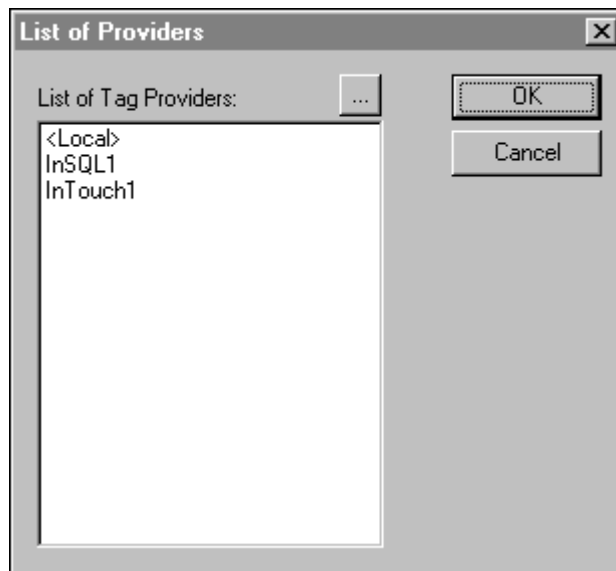 List of Providers
List of Tag Providers:
...
OK
<Local>
InSQL1
InTouch1
Cancel